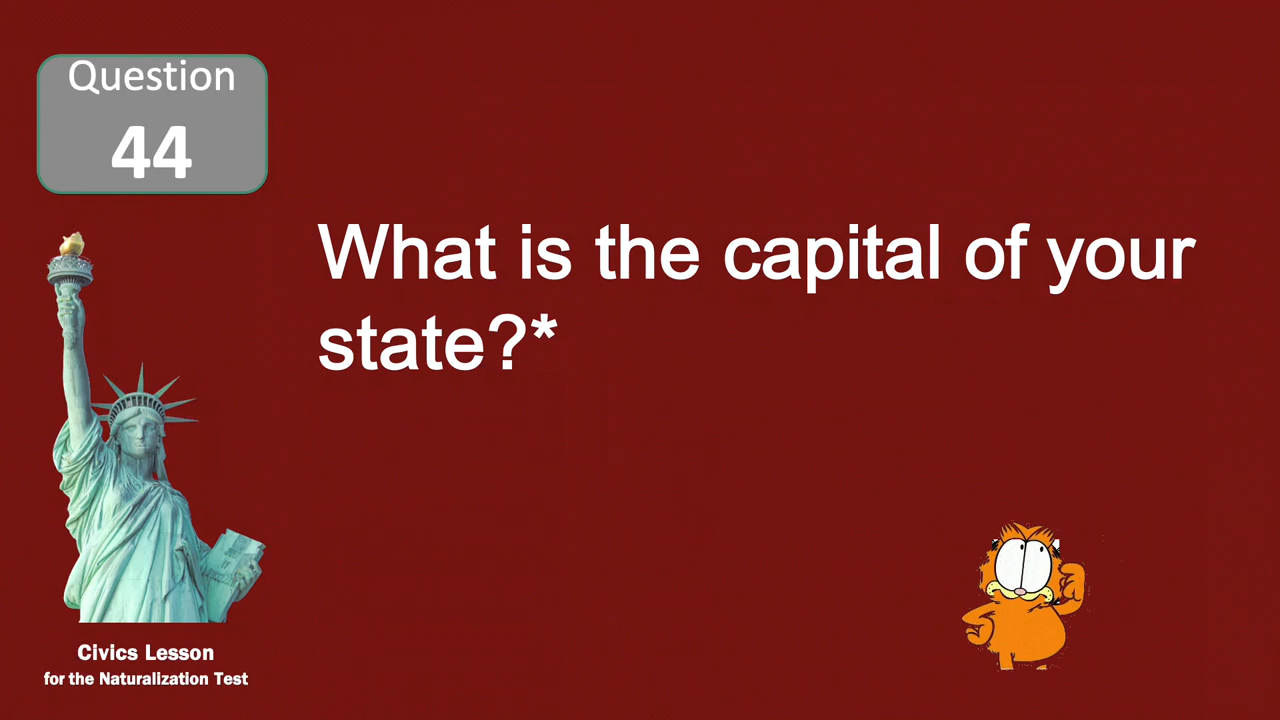 Question
44
What is the capital of your
state?*
Civics Lesson
for the Naturalization Test